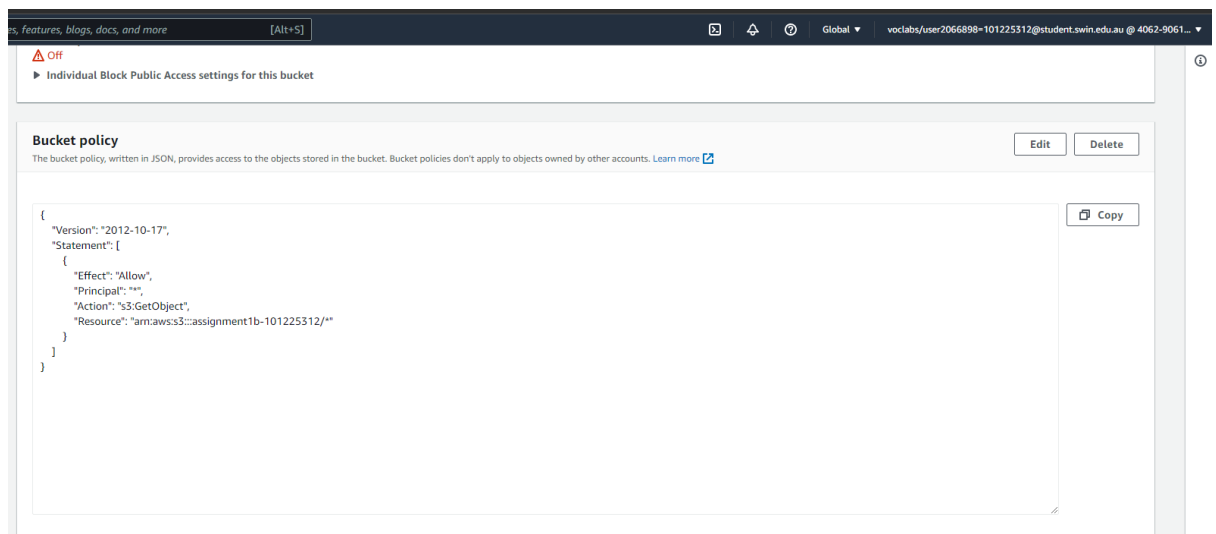 es, features, blogs, docs, and more [Alt+S] Global ▼ voclabs/user2066898=101225312@student.swin.edu.au @ 4062-9061... ▼
Off
▶ Individual Block Public Access settings for this bucket
Bucket policy
Edit Delete
The bucket policy, written in JSON, provides access to the objects stored in the bucket. Bucket policies don't apply to objects owned by other accounts. Learn more
Copy
{
"Version": "2012-10-17",
"Statement": [
{
"Effect": "Allow",
"Principal": "*",
"Action": "s3:GetObject",
"Resource": "arn:aws:s3:::assignment1b-101225312/*"
}
]
}